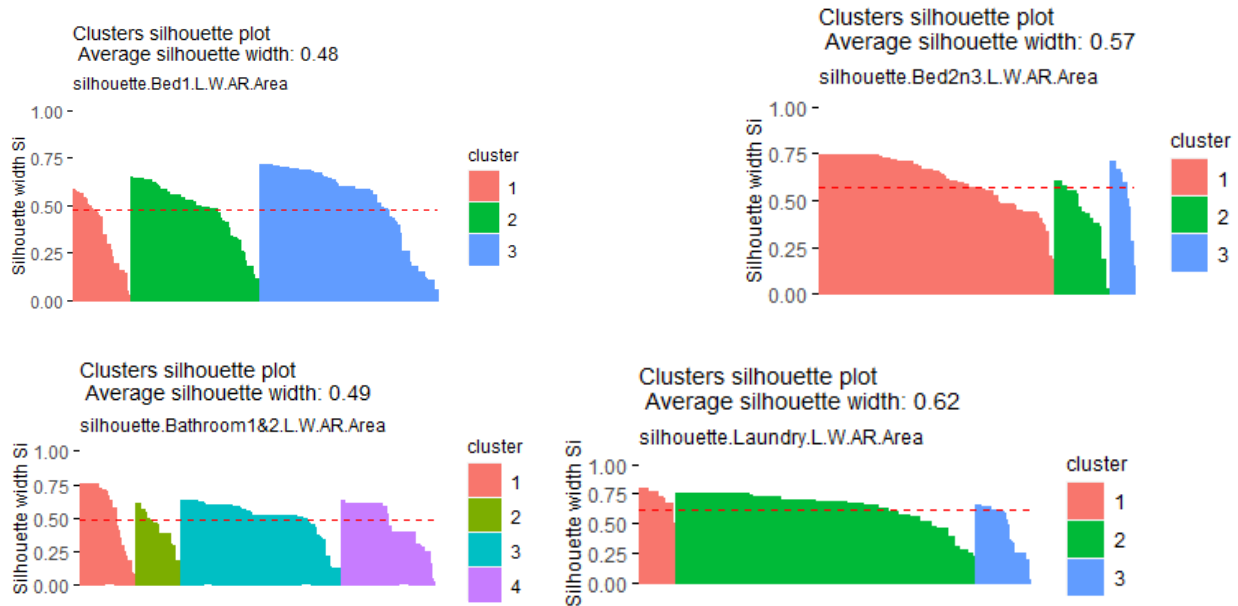 Clusters silhouette plot
Average silhouette width: 0.48
silhouette.Bed1.L.W.AR.Area
Silhouette width Si
1.00
0.75
0.50
0.25
0.00
cluster
1
2
3
Clusters silhouette plot
Average silhouette width: 0.57
silhouette.Bed2n3.L.W.AR.Area
Silhouette width Si
1.00
0.75
0.50
0.25
0.00
cluster
1
2
3
Clusters silhouette plot
Average silhouette width: 0.49
silhouette.Bathroom1&2.L.W.AR.Area
Silhouette width Si
1.00
0.75
0.50
0.25
0.00
cluster
1
2
3
4
Clusters silhouette plot
Average silhouette width: 0.62
silhouette.Laundry.L.W.AR.Area
Silhouette width Si
1.00
0.75
0.50
0.25
0.00
cluster
1
2
3